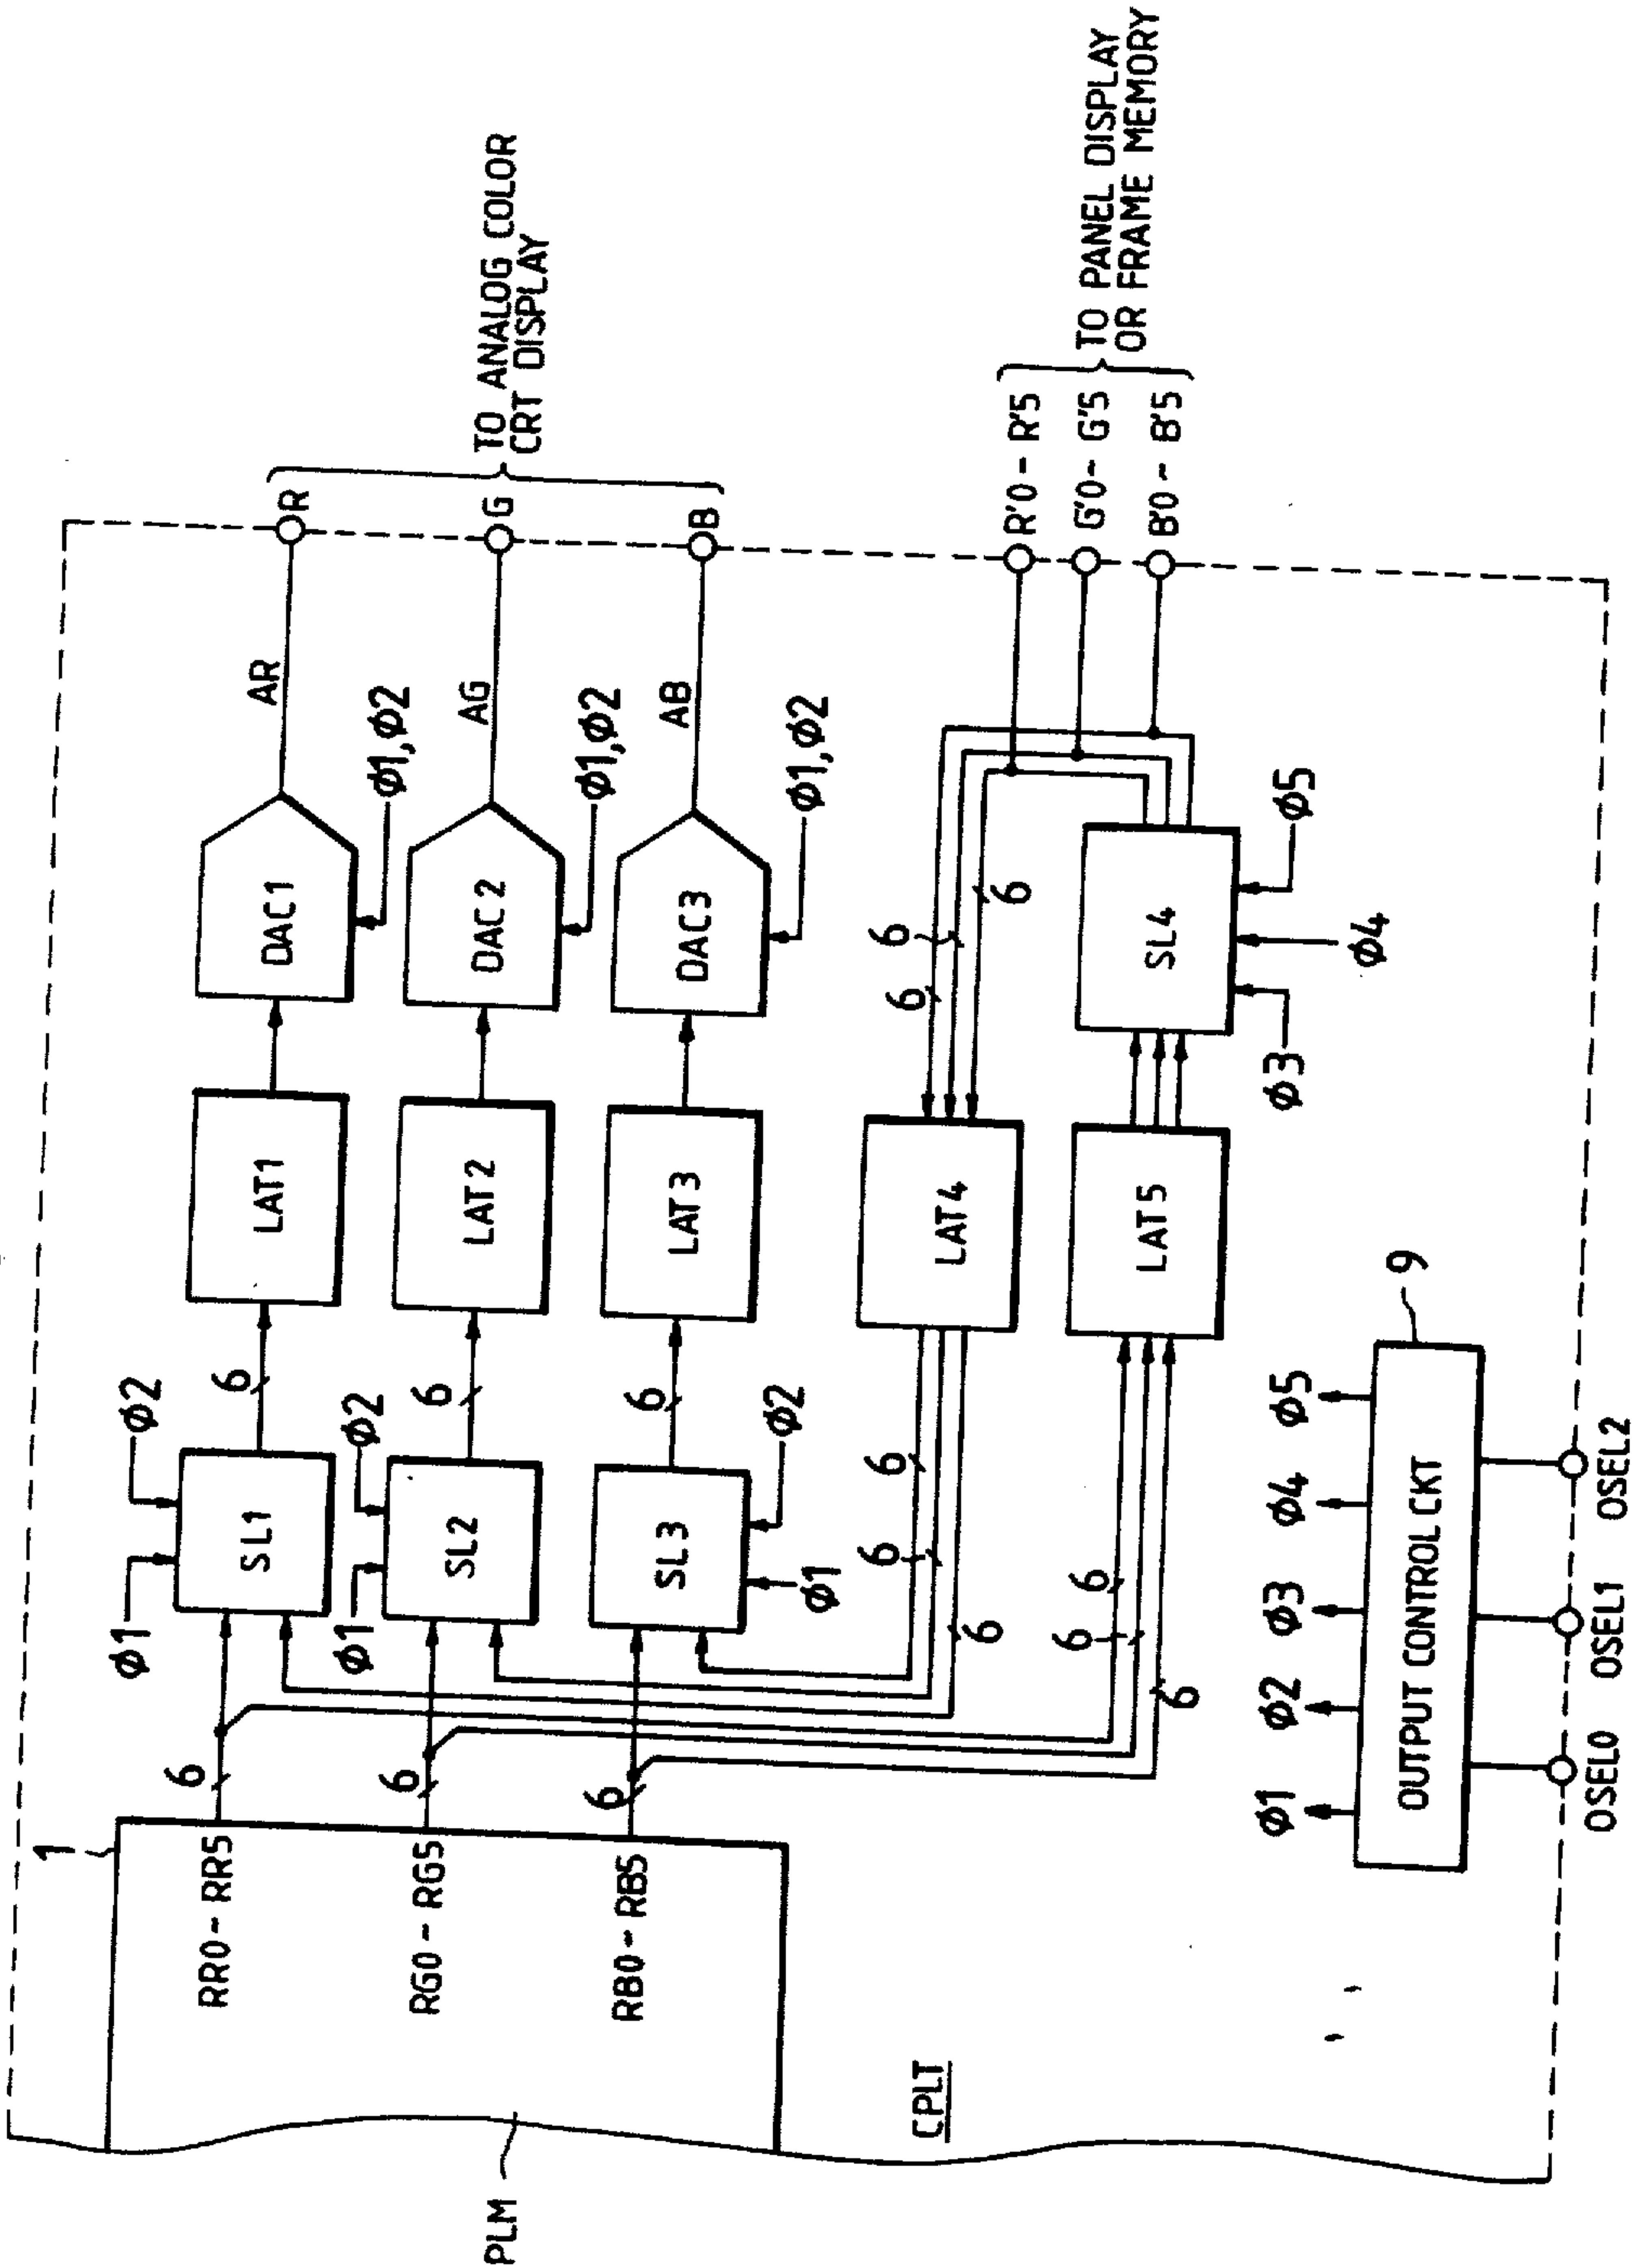 PLM
1
RR0-RR5
RG0-RG5
RB0-RB5
CPLT
6
6
6
ϕ1
ϕ2
SL1
ϕ1
ϕ2
SL2
SL3
ϕ1
ϕ2
6
6
6
LAT1
LAT2
LAT3
DAC1
ϕ1,ϕ2
DAC2
ϕ1,ϕ2
DAC3
ϕ1,ϕ2
AR
AG
AB
R
G
B
TO ANALOG COLOR
CRT DISPLAY
6
6
6
LAT4
6
6
6
6
6
6
LAT5
SL4
ϕ3
ϕ4
ϕ5
R'0-R'5
G'0-G'5
B'0-B'5
TO PANEL DISPLAY
OR FRAME MEMORY
ϕ1
ϕ2
ϕ3
ϕ4
ϕ5
9
OUTPUT CONTROL CKT
OSEL0
OSEL1
OSEL2